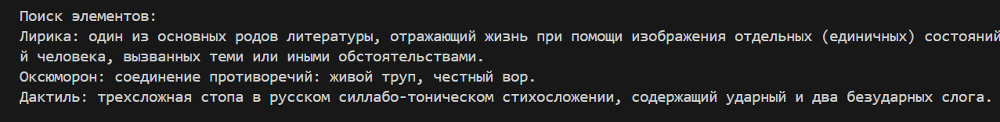 Поиск элементов:
Лирика: один из основных родов литературы, отражающий жизнь при помощи изображения отдельных (единичных) состояний
й человека, вызванных теми или иными обстоятельствами.
Оксюморон: соединение противоречий: живой труп, честный вор.
Дактиль: трехсложная стопа в русском силлабо-тоническом стихосложении, содержащий ударный и два безударных слога.